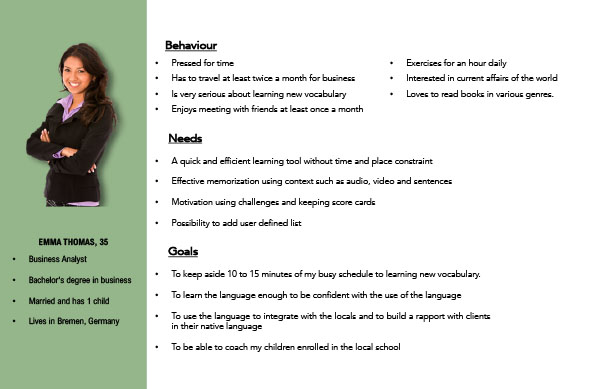 EMMA THOMAS, 35
• Business Analyst
• Bachelor's degree in business
• Married and has 1 child
• Lives in Bremen, Germany
Behaviour
• Pressed for time
• Has to travel at least twice a month for business
• Is very serious about learning new vocabulary
• Enjoys meeting with friends at least once a month
• Exercises for an hour daily
• Interested in current affairs of the world
• Loves to read books in various genres.
Needs
• A quick and efficient learning tool without time and place constraint
• Effective memorization using context such as audio, video and sentences
• Motivation using challenges and keeping score cards
• Possibility to add user defined list
Goals
• To keep aside 10 to 15 minutes of my busy schedule to learning new vocabulary.
• To learn the language enough to be confident with the use of the language
• To use the language to integrate with the locals and to build a rapport with clients
in their native language
• To be able to coach my children enrolled in the local school